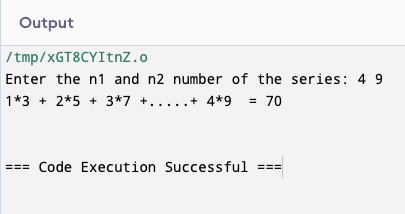 Output
/tmp/xGT8CYItnZ.o
Enter the n1 and n2 number of the series: 4 9
1*3 + 2*5 + 3*7 +.....+ 4*9  = 70
=== Code Execution Successful ===